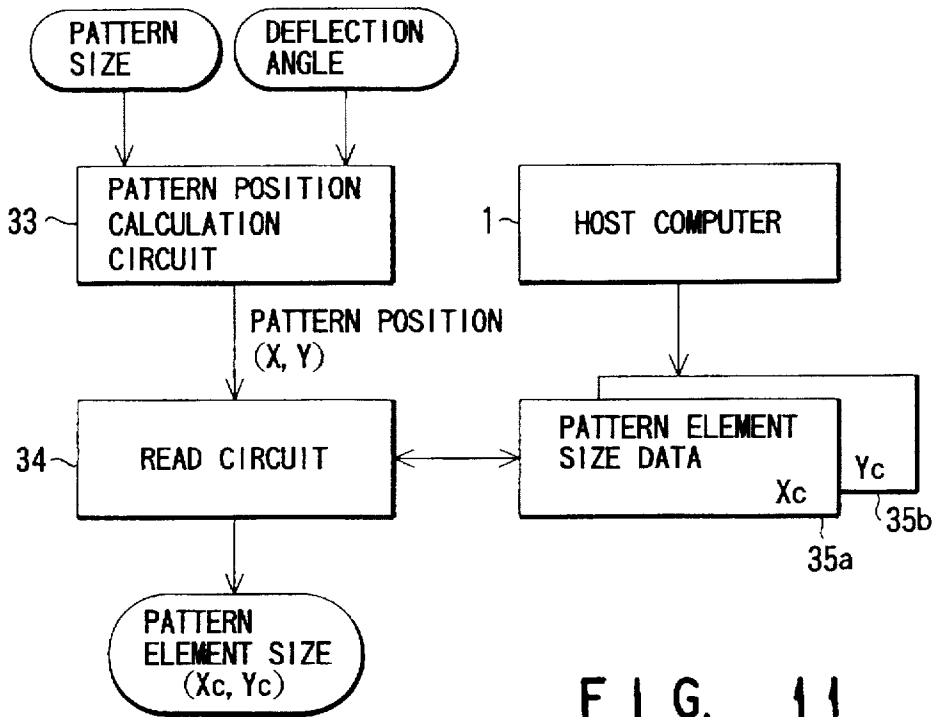 PATTERN
SIZE
DEFLECTION
ANGLE
33
PATTERN POSITION
CALCULATION
CIRCUIT
1
HOST COMPUTER
PATTERN POSITION
(X, Y)
34
READ CIRCUIT
PATTERN ELEMENT
SIZE DATA
Xc
Yc
35b
35a
PATTERN
ELEMENT SIZE
(Xc, Yc)
FIG. 11